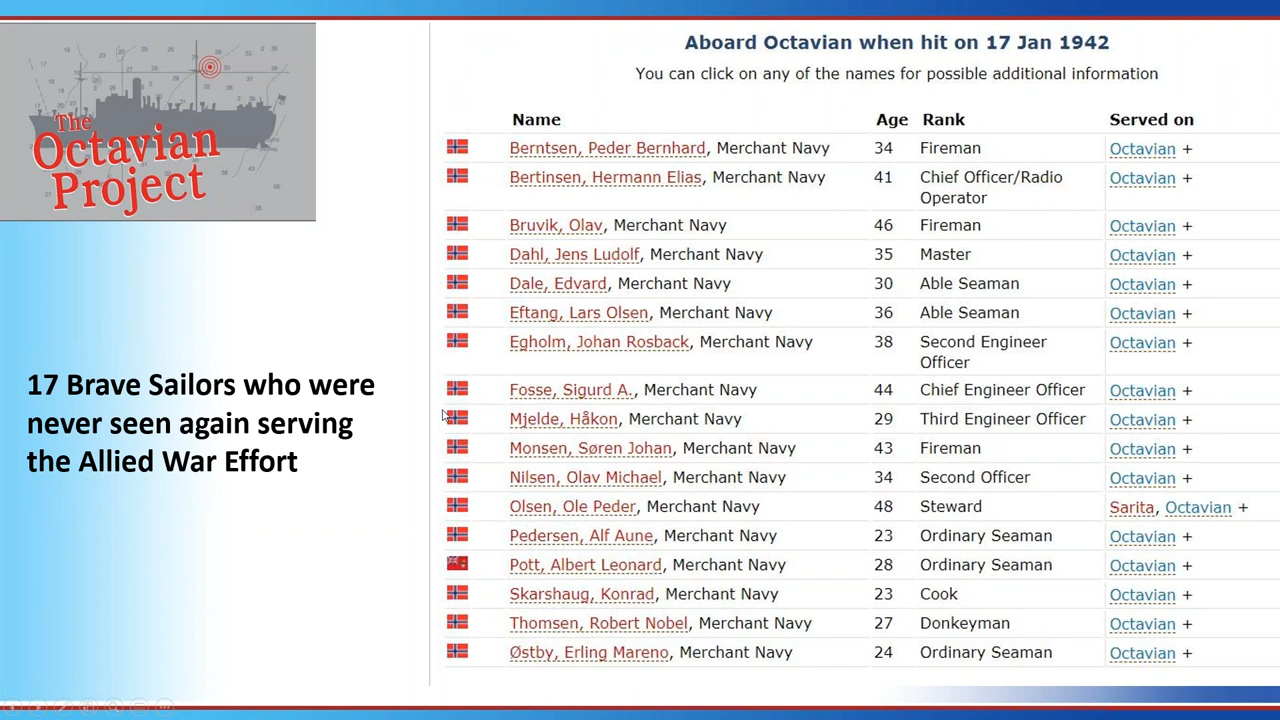 The
Octavian
Project
17 Brave Sailors who were
never seen again serving
the Allied War Effort
Aboard Octavian when hit on 17 Jan 1942
You can click on any of the names for possible additional information
Name Age Rank Served on
Berntsen, Peder Bernhard, Merchant Navy 34 Fireman Octavian +
Bertinsen, Hermann Elias, Merchant Navy 41 Chief Officer/Radio Octavian +
Operator
Bruvik, Olav, Merchant Navy 46 Fireman Octavian +
Dahl, Jens Ludolf, Merchant Navy 35 Master Octavian +
Dale, Edvard, Merchant Navy 30 Able Seaman Octavian +
Eftang, Lars Olsen, Merchant Navy 36 Able Seaman Octavian +
Egholm, Johan Rosback, Merchant Navy 38 Second Engineer Octavian +
Officer
Fosse, Sigurd A., Merchant Navy 44 Chief Engineer Officer Octavian +
Mjelde, Håkon, Merchant Navy 29 Third Engineer Officer Octavian +
Monsen, Søren Johan, Merchant Navy 43 Fireman Octavian +
Nilsen, Olav Michael, Merchant Navy 34 Second Officer Octavian +
Olsen, Ole Peder, Merchant Navy 48 Steward Sarita, Octavian +
Pedersen, Alf Aune, Merchant Navy 23 Ordinary Seaman Octavian +
Pott, Albert Leonard, Merchant Navy 28 Ordinary Seaman Octavian +
Skarshaug, Konrad, Merchant Navy 23 Cook Octavian +
Thomsen, Robert Nobel, Merchant Navy 27 Donkeyman Octavian +
Østby, Erling Mareno, Merchant Navy 24 Ordinary Seaman Octavian +